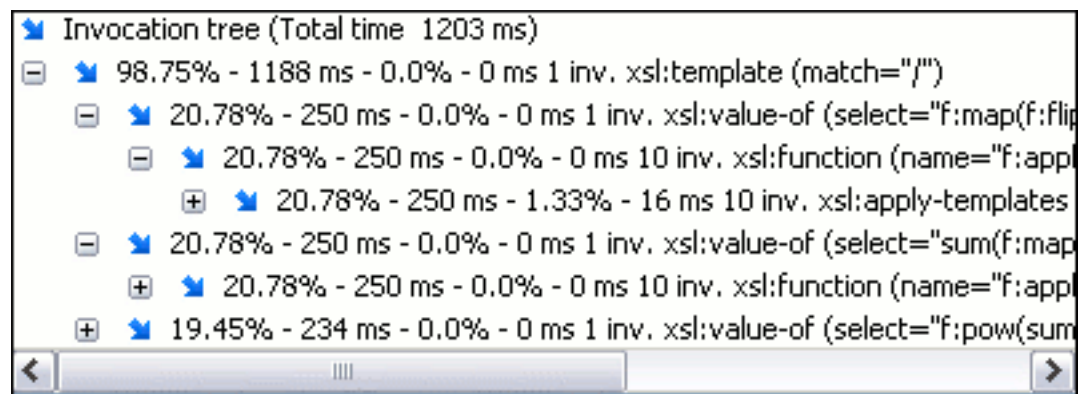 Invocation tree (Total time 1203 ms)
98.75% - 1188 ms - 0.0% - 0 ms 1 inv. xsl:template (match="/")
20.78% - 250 ms - 0.0% - 0 ms 1 inv. xsl:value-of (select="f:map(f:flip
20.78% - 250 ms - 0.0% - 0 ms 10 inv. xsl:function (name="f:appl
20.78% - 250 ms - 1.33% - 16 ms 10 inv. xsl:apply-templates
20.78% - 250 ms - 0.0% - 0 ms 1 inv. xsl:value-of (select="sum(f:map
20.78% - 250 ms - 0.0% - 0 ms 10 inv. xsl:function (name="f:appl
19.45% - 234 ms - 0.0% - 0 ms 1 inv. xsl:value-of (select="f:pow(sum